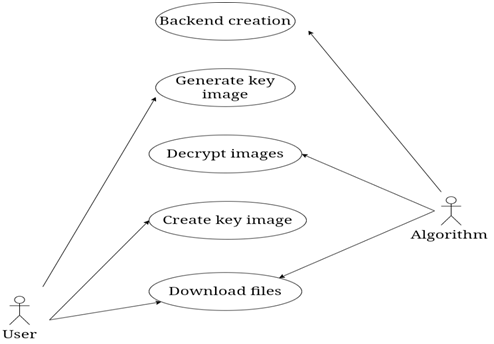 Backend creation
Generate key
image
Decrypt images
Create key image
Algorithm
Download files
User